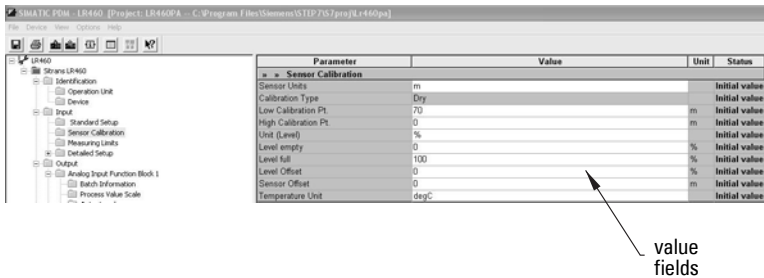 SIMATIC PDM - LR460 [Project: LR460PA -- C:\Program Files\Siemens\STEP7\S7proj\Lr460pa]
File Device View Options Help
Parameter Value Unit Status
» » Sensor Calibration
Sensor Units m Initial value
Calibration Type Dry Initial value
Low Calibration Pt. 70 m Initial value
High Calibration Pt. 0 m Initial value
Unit (Level) % Initial value
Level empty 0 % Initial value
Level full 100 % Initial value
Level Offset 0 % Initial value
Sensor Offset 0 m Initial value
Temperature Unit degC Initial value
LR460
Sitrans LR460
Identification
Operation Unit
Device
Input
Standard Setup
Sensor Calibration
Measuring Limits
Detailed Setup
Output
Analog Input Function Block 1
Batch Information
Process Value Scale
value
fields